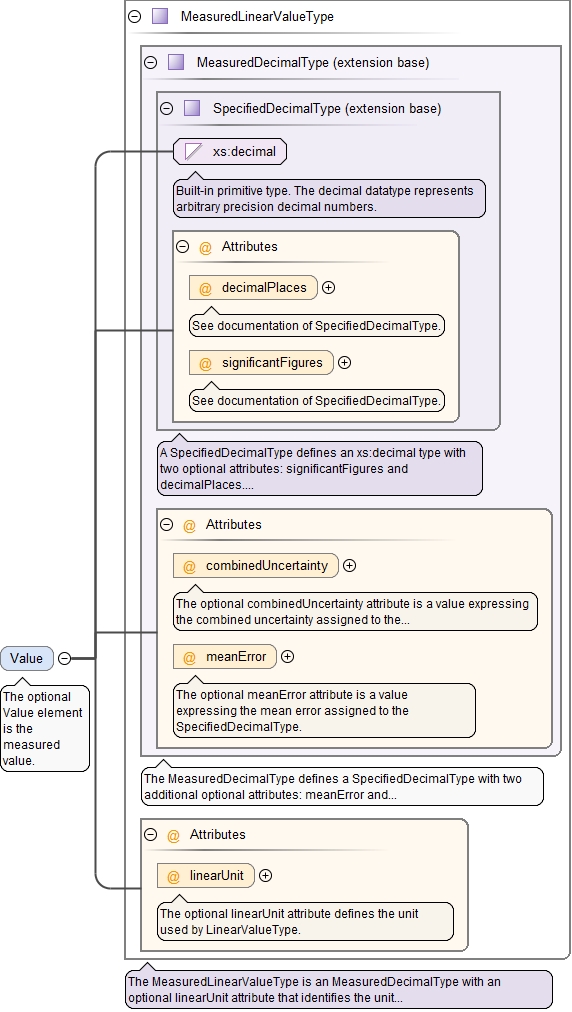 MeasuredLinearValueType
MeasuredDecimalType (extension base)
SpecifiedDecimalType (extension base)
xs:decimal
Built-in primitive type. The decimal datatype represents
arbitrary precision decimal numbers.
@ Attributes
@ decimalPlaces
See documentation of SpecifiedDecimalType.
@ significantFigures
See documentation of SpecifiedDecimalType.
A SpecifiedDecimalType defines an xs:decimal type with
two optional attributes: significantFigures and
decimalPlaces....
@ Attributes
@ combinedUncertainty
The optional combinedUncertainty attribute is a value expressing
the combined uncertainty assigned to the...
@ meanError
The optional meanError attribute is a value
expressing the mean error assigned to the
SpecifiedDecimalType.
Value
The optional
Value element
is the
measured
value.
The MeasuredDecimalType defines a SpecifiedDecimalType with two
additional optional attributes: meanError and...
@ Attributes
@ linearUnit
The optional linearUnit attribute defines the unit
used by LinearValueType.
The MeasuredLinearValueType is an MeasuredDecimalType with an
optional linearUnit attribute that identifies the unit...